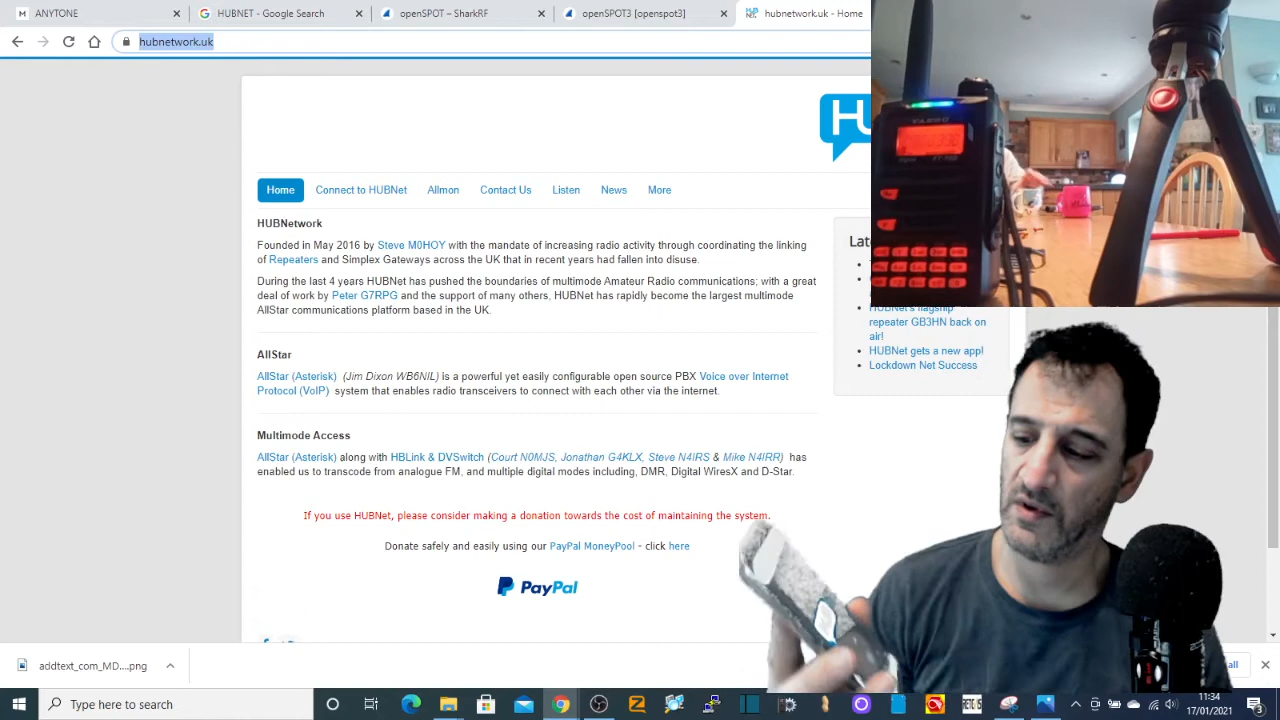 ANYTONE
HUBNET - Google Search
openSPOT – SharkRF
openSPOT3 [openspot3]
hubnetwork.uk - Home
hubnetwork.uk
HU
Home
Connect to HUBNet
Allmon
Contact Us
Listen
News
More
HUBNetwork
Founded in May 2016 by Steve M0HOY with the mandate of increasing radio activity through coordinating the linking
of Repeaters and Simplex Gateways across the UK that in recent years had fallen into disuse.
During the last 4 years HUBNet has pushed the boundaries of multimode Amateur Radio communications; with a great
deal of work by Peter G7RPG and the support of many others, HUBNet has rapidly become the largest multimode
AllStar communications platform based in the UK.
AllStar
AllStar (Asterisk) (Jim Dixon WB6NIL) is a powerful yet easily configurable open source PBX Voice over Internet
Protocol (VoIP) system that enables radio transceivers to connect with each other via the internet.
Multimode Access
AllStar (Asterisk) along with HBLink & DVSwitch (Court N0MJS, Jonathan G4KLX, Steve N4IRS & Mike N4IRR) has
enabled us to transcode from analogue FM, and multiple digital modes including, DMR, Digital WiresX and D-Star.
If you use HUBNet, please consider making a donation towards the cost of maintaining the system.
Donate safely and easily using our PayPal MoneyPool - click here
PayPal
Lat
HUBNet's flagship
repeater GB3HN back on
air!
HUBNet gets a new app!
Lockdown Net Success
YAESU
addtext_com_MD....png
all
Type here to search
11:34
17/01/2021
3